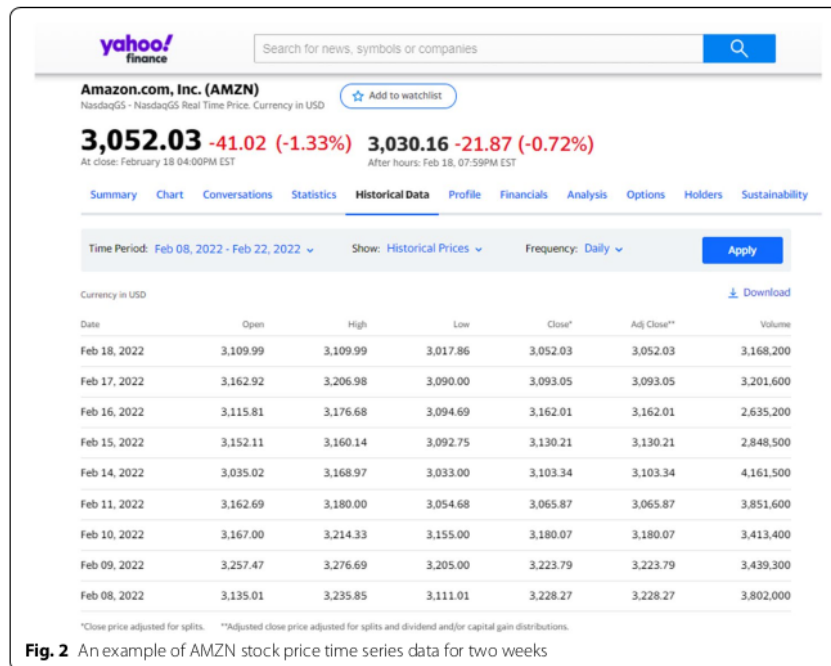 yahoo!
finance
Search for news, symbols or companies
Amazon.com, Inc. (AMZN)
NasdaqGS - NasdaqGS Real Time Price. Currency in USD
Add to watchlist
3,052.03 -41.02 (-1.33%) 3,030.16 -21.87 (-0.72%)
At close: February 18 04:00PM EST After hours: Feb 18, 07:59PM EST
Summary Chart Conversations Statistics Historical Data Profile Financials Analysis Options Holders Sustainability
Time Period: Feb 08, 2022 - Feb 22, 2022 Show: Historical Prices Frequency: Daily Apply
Currency in USD Download
Date Open High Low Close* Adj Close** Volume
Feb 18, 2022 3,109.99 3,109.99 3,017.86 3,052.03 3,052.03 3,168,200
Feb 17, 2022 3,162.92 3,206.98 3,090.00 3,093.05 3,093.05 3,201,600
Feb 16, 2022 3,115.81 3,176.68 3,094.69 3,162.01 3,162.01 2,635,200
Feb 15, 2022 3,152.11 3,160.14 3,092.75 3,130.21 3,130.21 2,848,500
Feb 14, 2022 3,035.02 3,168.97 3,033.00 3,103.34 3,103.34 4,161,500
Feb 11, 2022 3,162.69 3,180.00 3,054.68 3,065.87 3,065.87 3,851,600
Feb 10, 2022 3,167.00 3,214.33 3,155.00 3,180.07 3,180.07 3,413,400
Feb 09, 2022 3,257.47 3,276.69 3,205.00 3,223.79 3,223.79 3,439,300
Feb 08, 2022 3,135.01 3,235.85 3,111.01 3,228.27 3,228.27 3,802,000
*Close price adjusted for splits. **Adjusted close price adjusted for splits and dividend and/or capital gain distributions.
Fig. 2 An example of AMZN stock price time series data for two weeks